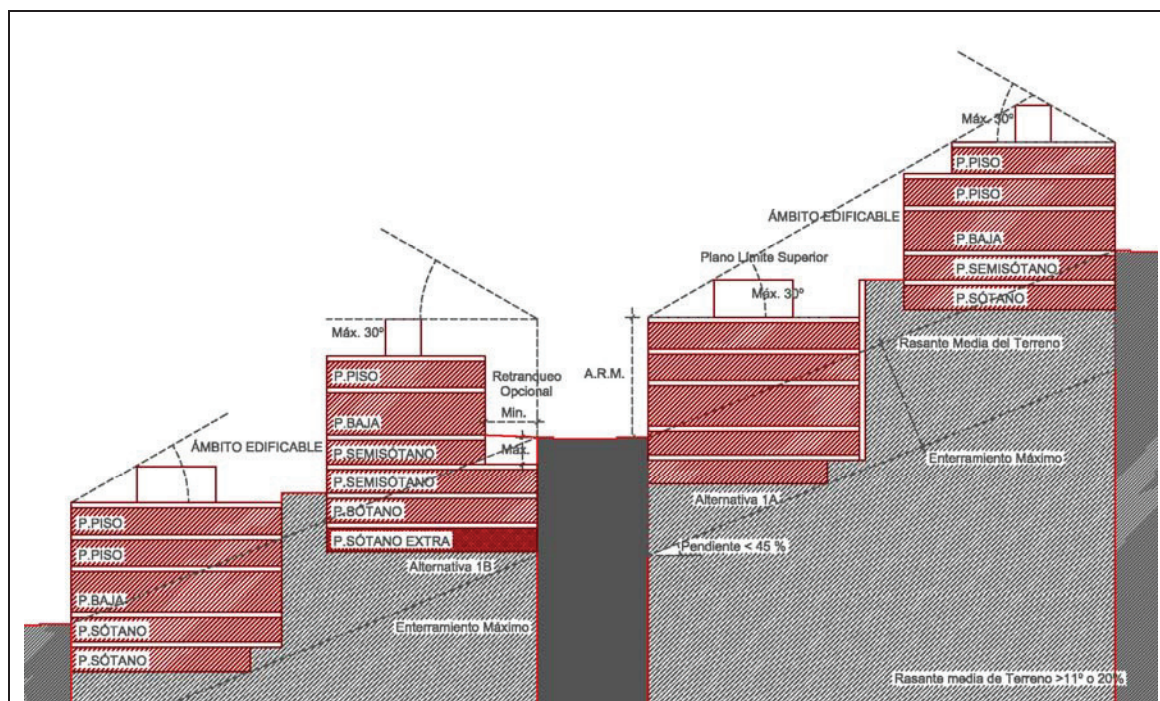 Máx. 30º
P.PISO
P.PISO
ÁMBITO EDIFICABLE
P.BAJA
Plano Límite Superior
P.SEMISÓTANO
Máx. 30º
P.SÓTANO
Máx. 30º
Rasante Media del Terreno
P.PISO
Retranqueo
Opcional
A.R.M.
Min.
P.BAJA
ÁMBITO EDIFICABLE
Máx.
P.SEMISÓTANO
Enterramiento Máximo
P.SEMISÓTANO
Alternativa 1A
P.SÓTANO
P.PISO
P.SÓTANO EXTRA
Pendiente < 45 %
P.PISO
Alternativa 1B
P.BAJA
P.SÓTANO
Enterramiento Máximo
P.SÓTANO
Rasante media de Terreno >11º o 20%